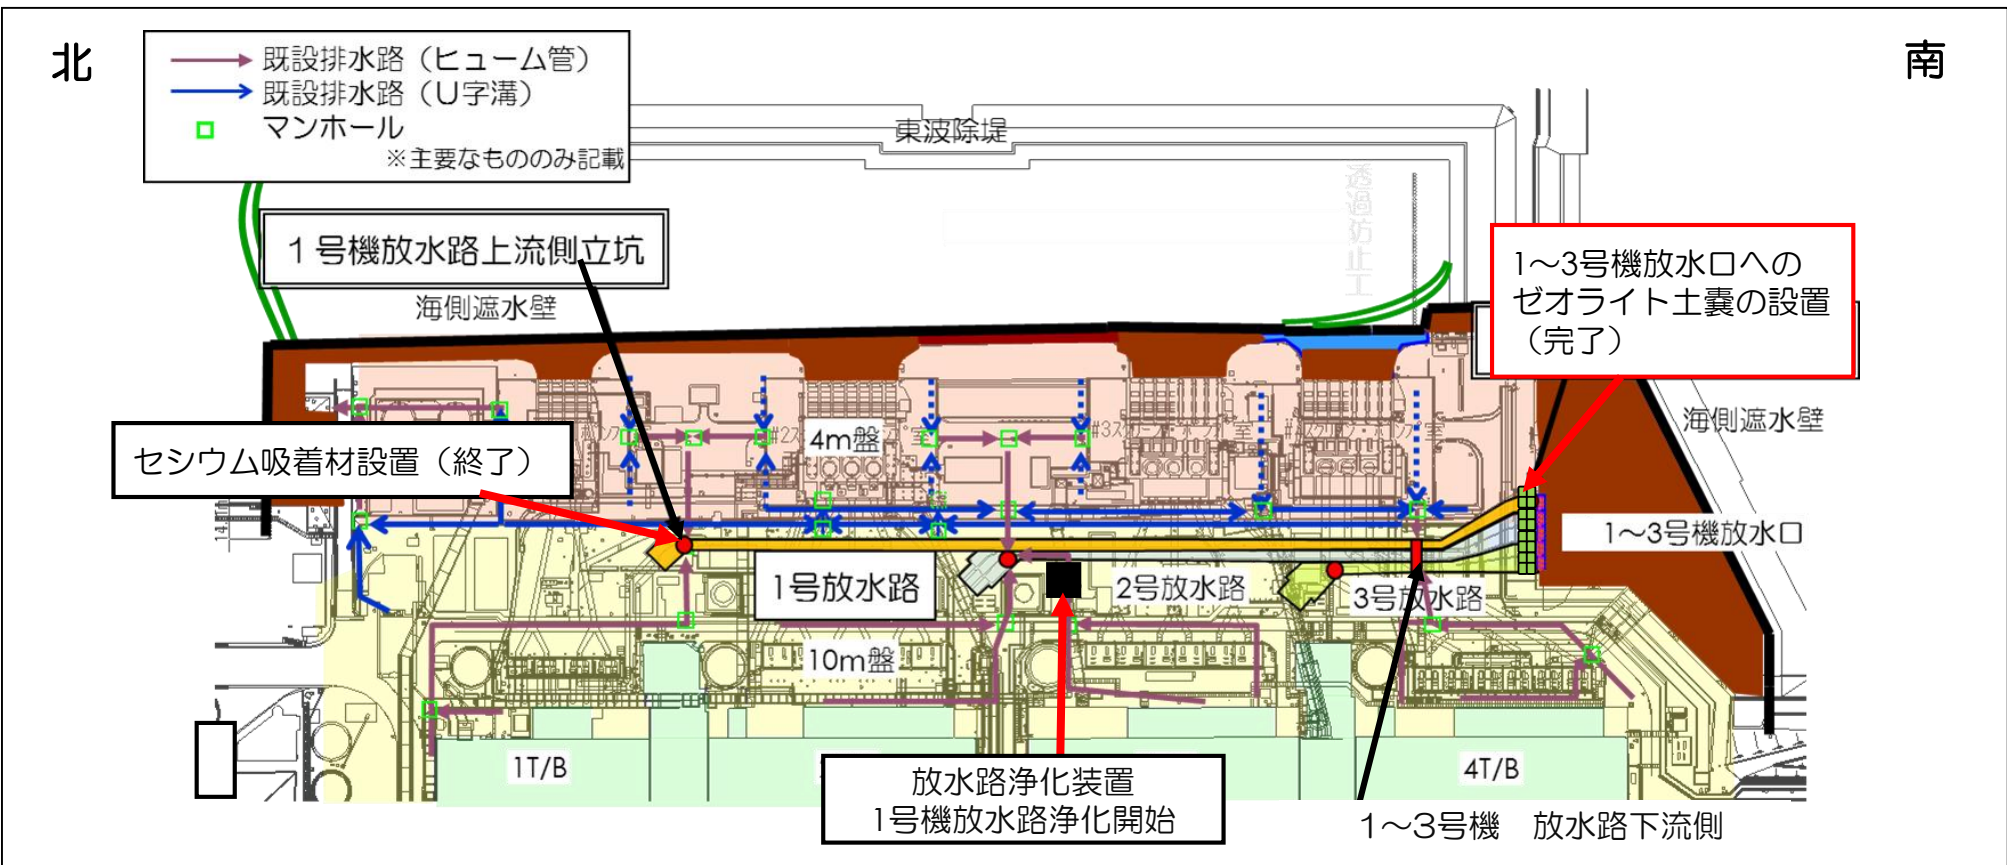 北
南
既設排水路（ヒューム管）
既設排水路（U字溝）
マンホール
※主要なもののみ記載
東波除堤
透過防止工
1号機放水路上流側立坑
海側遮水壁
1～3号機放水口への
ゼオライト土嚢の設置
（完了）
海側遮水壁
4m盤
セシウム吸着材設置（終了）
1～3号機放水口
1号放水路
2号放水路
3号放水路
10m盤
1T/B
4T/B
放水路浄化装置
1号機放水路浄化開始
1～3号機　放水路下流側